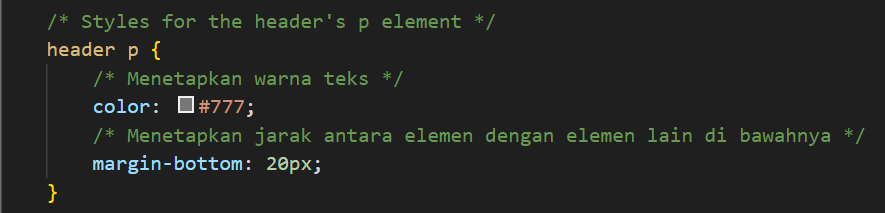 /* Styles for the header's p element */
header p {
    /* Menetapkan warna teks */
    color: #777;
    /* Menetapkan jarak antara elemen dengan elemen lain di bawahnya */
    margin-bottom: 20px;
}